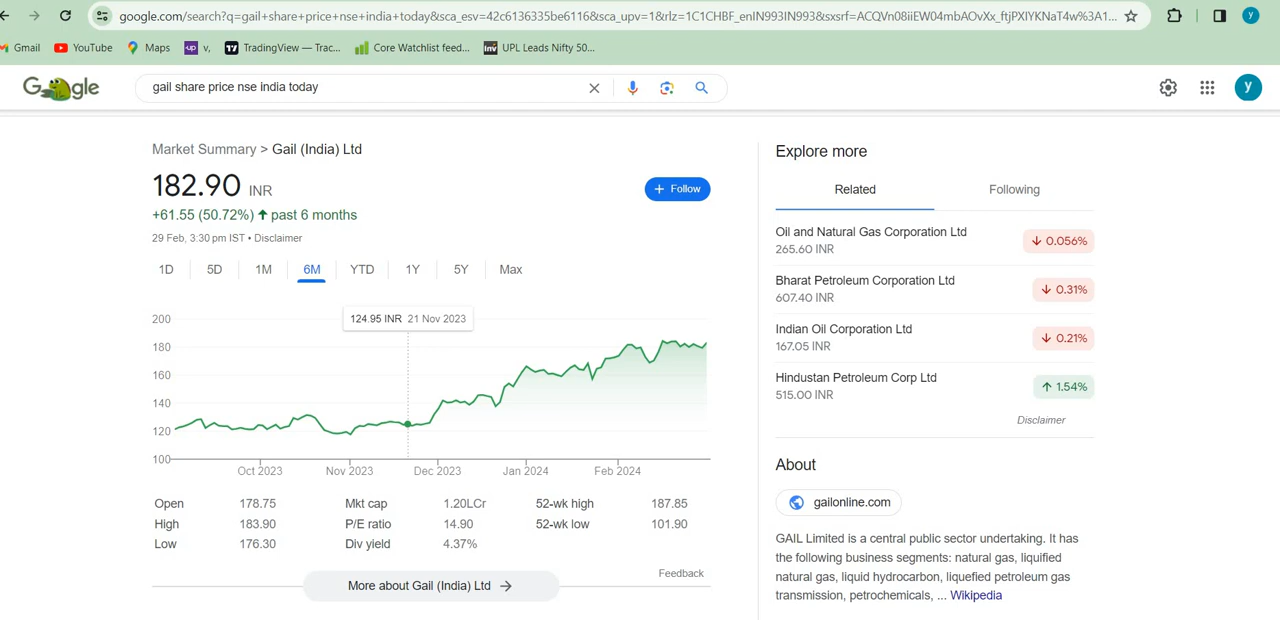 google.com/search?q=gail+share+price+nse+india+today&sca_esv=42c6136335be6116&sca_upv=1&rlz=1C1CHBF_enIN993IN993&sxsrf=ACQVn08iiEW04mbAOvXx_ftjPXIYKNaT4w%3A1...
y
Gmail YouTube Maps up v, TradingView — Trac... Core Watchlist feed... Inv UPL Leads Nifty 50...
Google gail share price nse india today y
Market Summary > Gail (India) Ltd
182.90 INR
+ Follow
+61.55 (50.72%) ↑ past 6 months
29 Feb, 3:30 pm IST • Disclaimer
1D 5D 1M 6M YTD 1Y 5Y Max
124.95 INR 21 Nov 2023
200
180
160
140
120
100
Oct 2023 Nov 2023 Dec 2023 Jan 2024 Feb 2024
Open 178.75 Mkt cap 1.20LCr 52-wk high 187.85
High 183.90 P/E ratio 14.90 52-wk low 101.90
Low 176.30 Div yield 4.37%
Feedback
More about Gail (India) Ltd →
Explore more
Related Following
Oil and Natural Gas Corporation Ltd
265.60 INR ↓ 0.056%
Bharat Petroleum Corporation Ltd
607.40 INR ↓ 0.31%
Indian Oil Corporation Ltd
167.05 INR ↓ 0.21%
Hindustan Petroleum Corp Ltd
515.00 INR ↑ 1.54%
Disclaimer
About
gailonline.com
GAIL Limited is a central public sector undertaking. It has
the following business segments: natural gas, liquified
natural gas, liquid hydrocarbon, liquefied petroleum gas
transmission, petrochemicals, ... Wikipedia